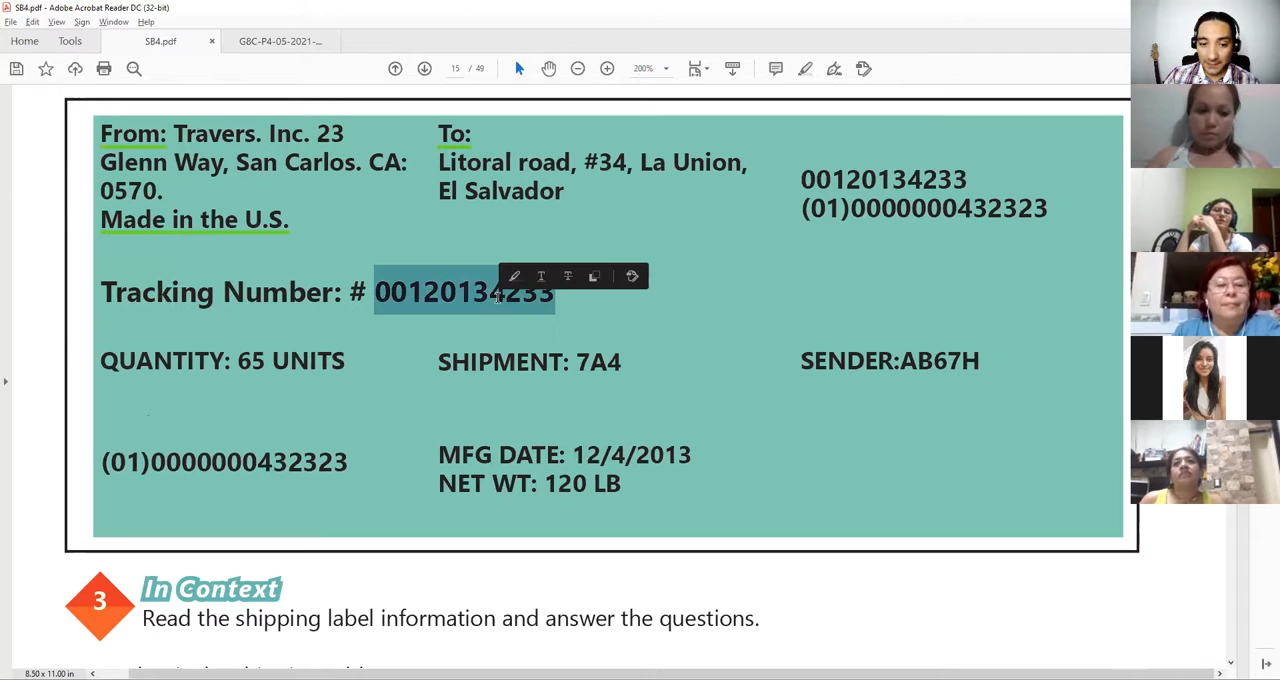 SB4.pdf - Adobe Acrobat Reader DC (32-bit)
File Edit View Sign Window Help
Home Tools SB4.pdf × GBC-P4-05-2021-...
15 / 49 200%
From: Travers. Inc. 23
Glenn Way, San Carlos. CA:
0570.
Made in the U.S.
To:
Litoral road, #34, La Union,
El Salvador
00120134233
(01)0000000432323
Tracking Number: # 00120134233
QUANTITY: 65 UNITS
SHIPMENT: 7A4
SENDER:AB67H
(01)0000000432323
MFG DATE: 12/4/2013
NET WT: 120 LB
3
In Context
Read the shipping label information and answer the questions.
8.50 x 11.00 in